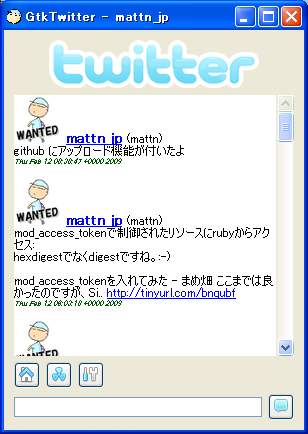 GtkTwitter - mattn_jp
twitter
WANTED
mattn_jp (mattn)
github にアップロード機能が付いたよ
Thu Feb 12 08:38:47 +0000 2009
WANTED
mattn_jp (mattn)
mod_access_tokenで制御されたリソースにrubyからアク
セス:
hexdigestでなくdigestですね。:-)
mod_access_tokenを入れてみた - まめ畑 ここまでは良
かったのですが、Si.. http://tinyurl.com/bnqubf
Thu Feb 12 06:03:10 +0000 2009
WANTED